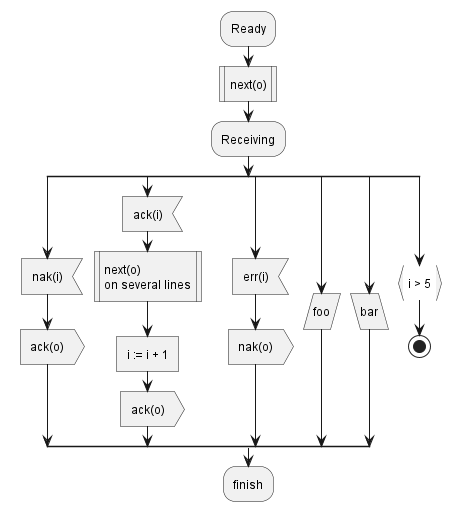 Ready
next(o)
Receiving
nak(i)
ack(o)
ack(i)
next(o)
on several lines
i := i + 1
ack(o)
err(i)
nak(o)
foo
bar
i > 5
finish